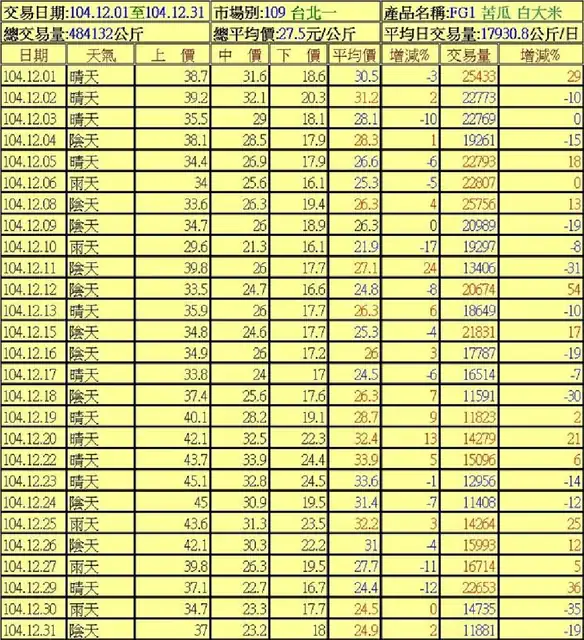 交易日期:104.12.01至104.12.31 市場別:109 台北一 產品名稱:FG1 苦瓜 白大米
總交易量:484132公斤 總平均價:27.5元/公斤 平均日交易量:17930.8公斤/日
日期 天氣 上 價 中 價 下 價 平均價 增減% 交易量 增減%
104.12.01 晴天 38.7 31.6 18.6 30.5 -3 25433 29
104.12.02 晴天 39.2 32.1 20.3 31.2 2 22773 -10
104.12.03 晴天 35.5 29 18.1 28.1 -10 22769 0
104.12.04 陰天 38.1 28.5 17.9 28.3 1 19261 -15
104.12.05 晴天 34.4 26.9 17.9 26.6 -6 22793 18
104.12.06 雨天 34 25.6 16.1 25.3 -5 22807 0
104.12.08 陰天 33.6 26.3 19.4 26.3 4 25756 13
104.12.09 陰天 34.7 26 18.9 26.3 0 20989 -19
104.12.10 雨天 29.6 21.3 16.1 21.9 -17 19297 -8
104.12.11 陰天 39.8 26 17.7 27.1 24 13406 -31
104.12.12 陰天 33.5 24.7 16.6 24.8 -8 20674 54
104.12.13 晴天 35.9 26 17.7 26.3 6 18649 -10
104.12.15 陰天 34.8 24.6 17.7 25.3 -4 21831 17
104.12.16 陰天 34.9 26 17.2 26 3 17787 -19
104.12.17 晴天 33.8 24 17 24.5 -6 16514 -7
104.12.18 陰天 37.4 25.6 17.6 26.3 7 11591 -30
104.12.19 晴天 40.1 28.2 19.1 28.7 9 11823 2
104.12.20 晴天 42.1 32.5 22.3 32.4 13 14279 21
104.12.22 晴天 43.7 33.9 24.4 33.9 5 15096 6
104.12.23 晴天 45.1 32.8 24.5 33.6 -1 12956 -14
104.12.24 陰天 45 30.9 19.5 31.4 -7 11408 -12
104.12.25 雨天 43.6 31.3 23.5 32.2 3 14264 25
104.12.26 陰天 42.1 30.3 22.2 31 -4 15993 12
104.12.27 雨天 39.8 26.3 19.5 27.7 -11 16714 5
104.12.29 晴天 37.1 22.7 16.7 24.4 -12 22653 36
104.12.30 雨天 34.7 23.3 17.7 24.5 0 14735 -35
104.12.31 陰天 37 23.2 18 24.9 2 11881 -19